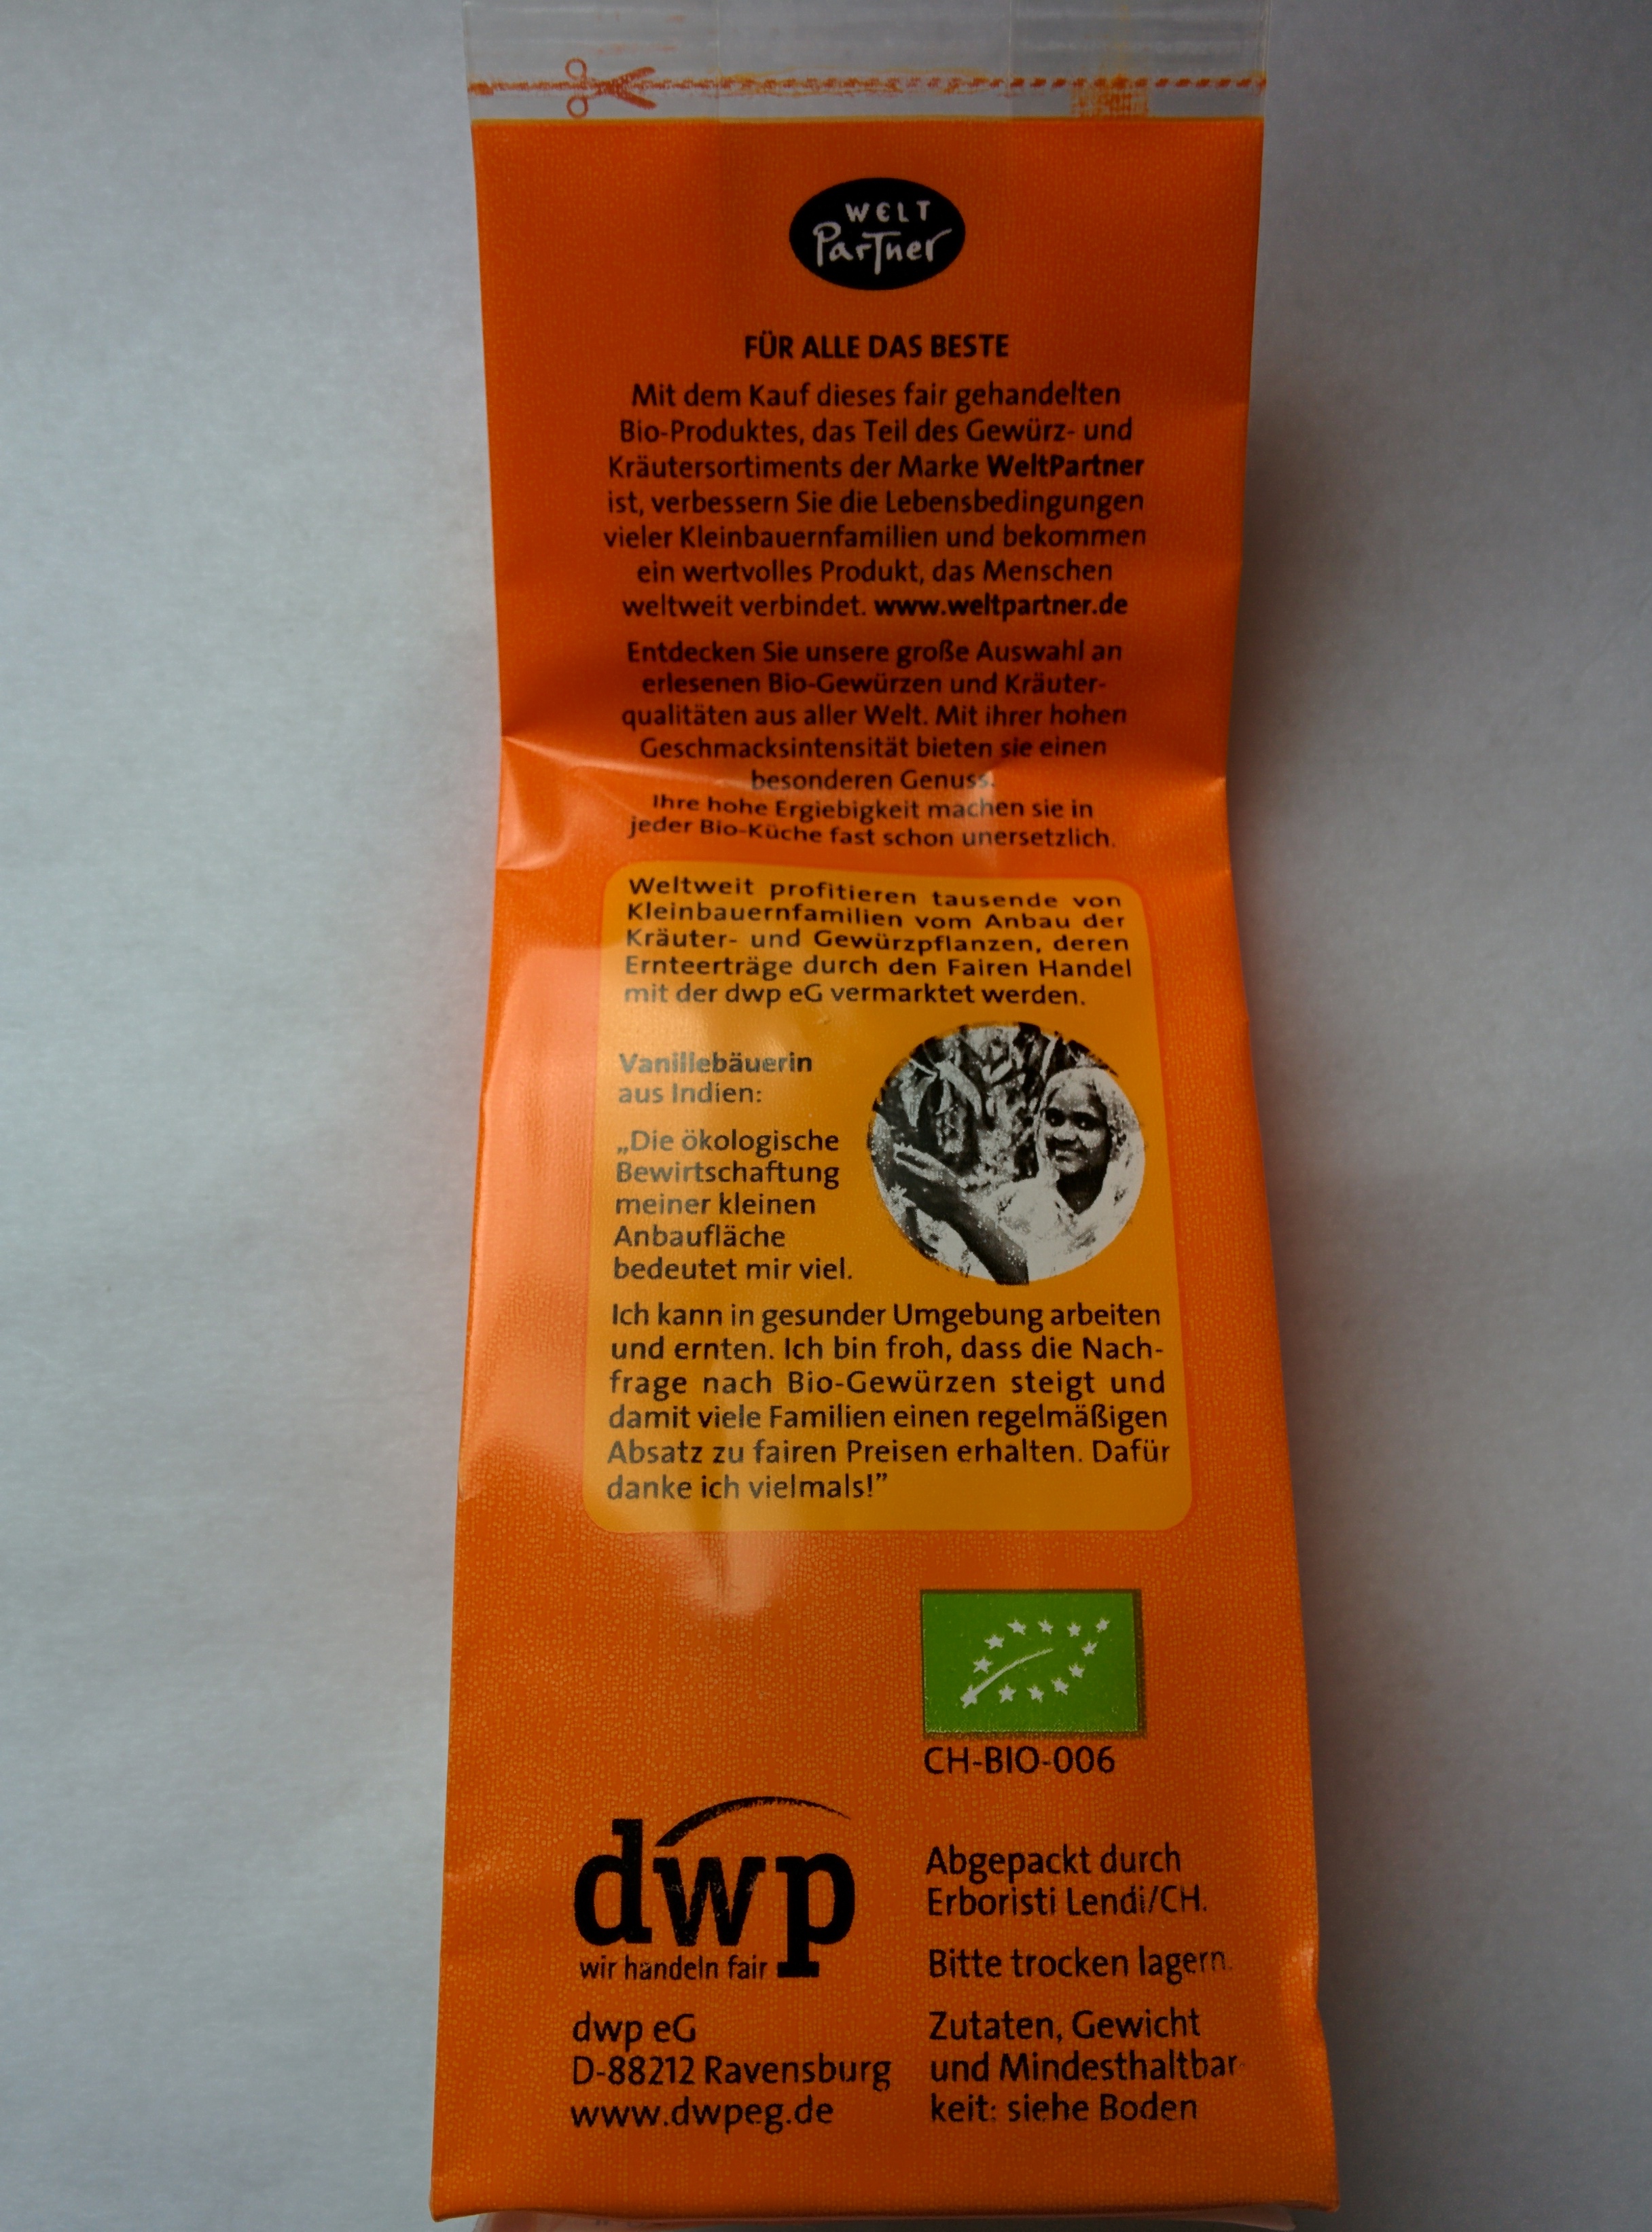 WELT
Partner
FÜR ALLE DAS BESTE
Mit dem Kauf dieses fair gehandelten
Bio-Produktes, das Teil des Gewürz- und
Kräutersortiments der Marke WeltPartner
ist, verbessern Sie die Lebensbedingungen
vieler Kleinbauernfamilien und bekommen
ein wertvolles Produkt, das Menschen
weltweit verbindet. www.weltpartner.de
Entdecken Sie unsere große Auswahl an
erlesenen Bio-Gewürzen und Kräuter-
qualitäten aus aller Welt. Mit ihrer hohen
Geschmacksintensität bieten sie einen
besonderen Genuss.
Ihre hohe Ergiebigkeit machen sie in
jeder Bio-Küche fast schon unersetzlich.
Weltweit profitieren tausende von
Kleinbauernfamilien vom Anbau der
Kräuter- und Gewürzpflanzen, deren
Ernteerträge durch den Fairen Handel
mit der dwp eG vermarktet werden.
Vanillebäuerin
aus Indien:
„Die ökologische
Bewirtschaftung
meiner kleinen
Anbaufläche
bedeutet mir viel.
Ich kann in gesunder Umgebung arbeiten
und ernten. Ich bin froh, dass die Nach-
frage nach Bio-Gewürzen steigt und
damit viele Familien einen regelmäßigen
Absatz zu fairen Preisen erhalten. Dafür
danke ich vielmals!”
CH-BIO-006
dwp
wir handeln fair
dwp eG
D-88212 Ravensburg
www.dwpeg.de
Abgepackt durch
Erboristi Lendi/CH.
Bitte trocken lagern.
Zutaten, Gewicht
und Mindesthaltbar-
keit: siehe Boden